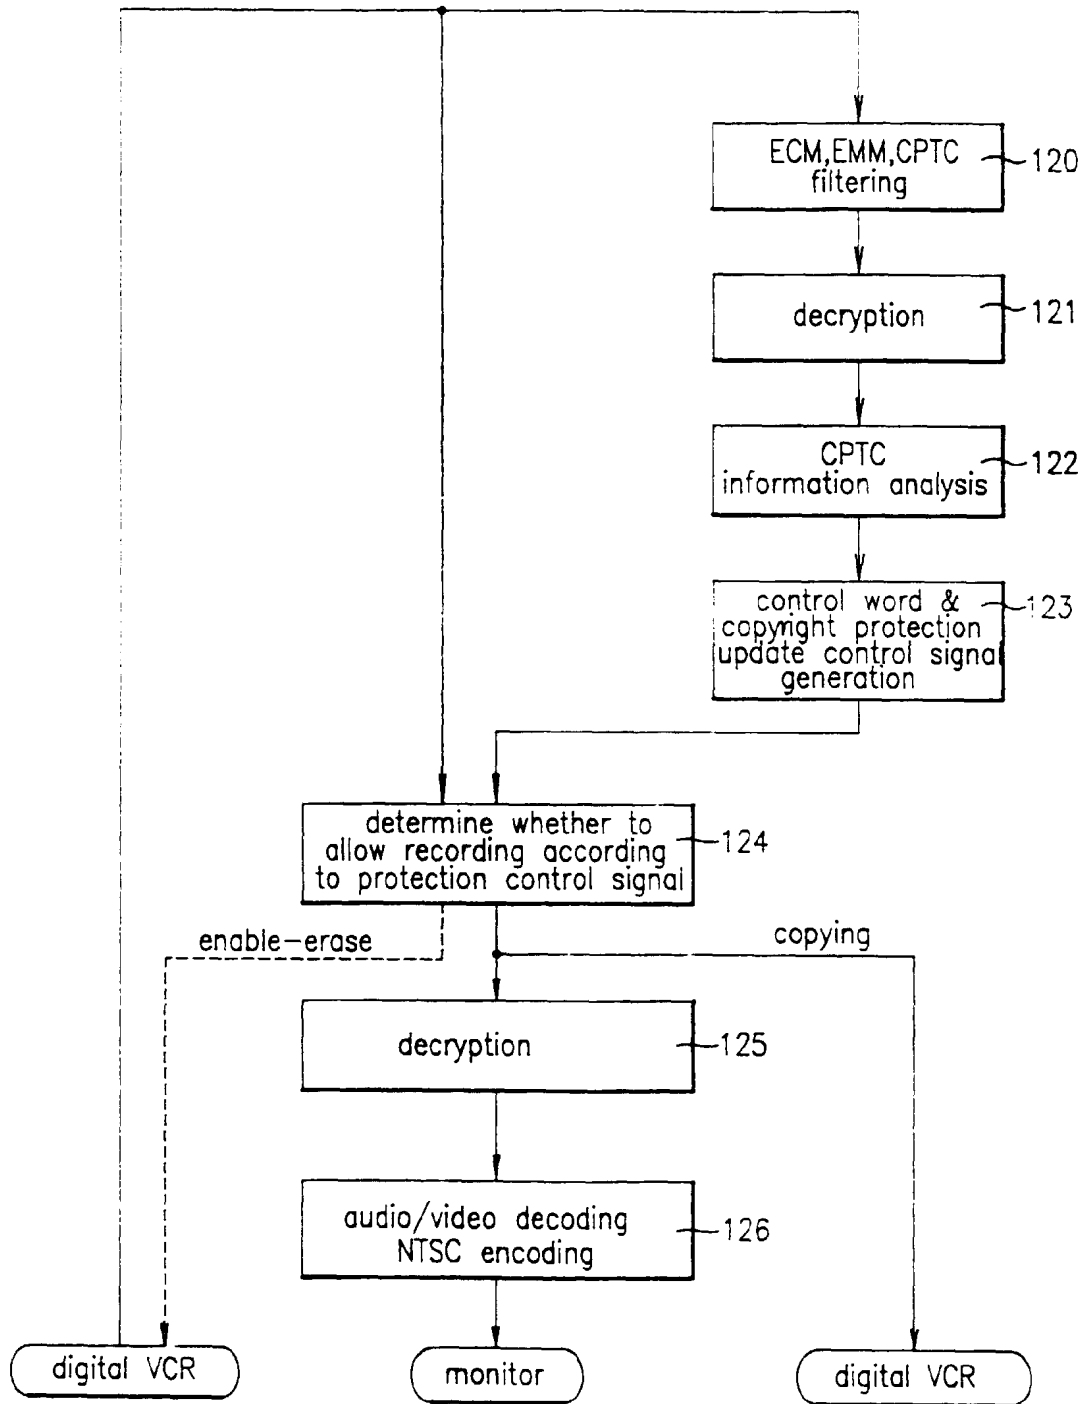 ECM,EMM,CPTC
filtering
120
decryption
121
CPTC
information analysis
122
control word &
copyright protection
update control signal
generation
123
determine whether to
allow recording according
to protection control signal
124
enable-erase
copying
decryption
125
audio/video decoding
NTSC encoding
126
digital VCR
monitor
digital VCR